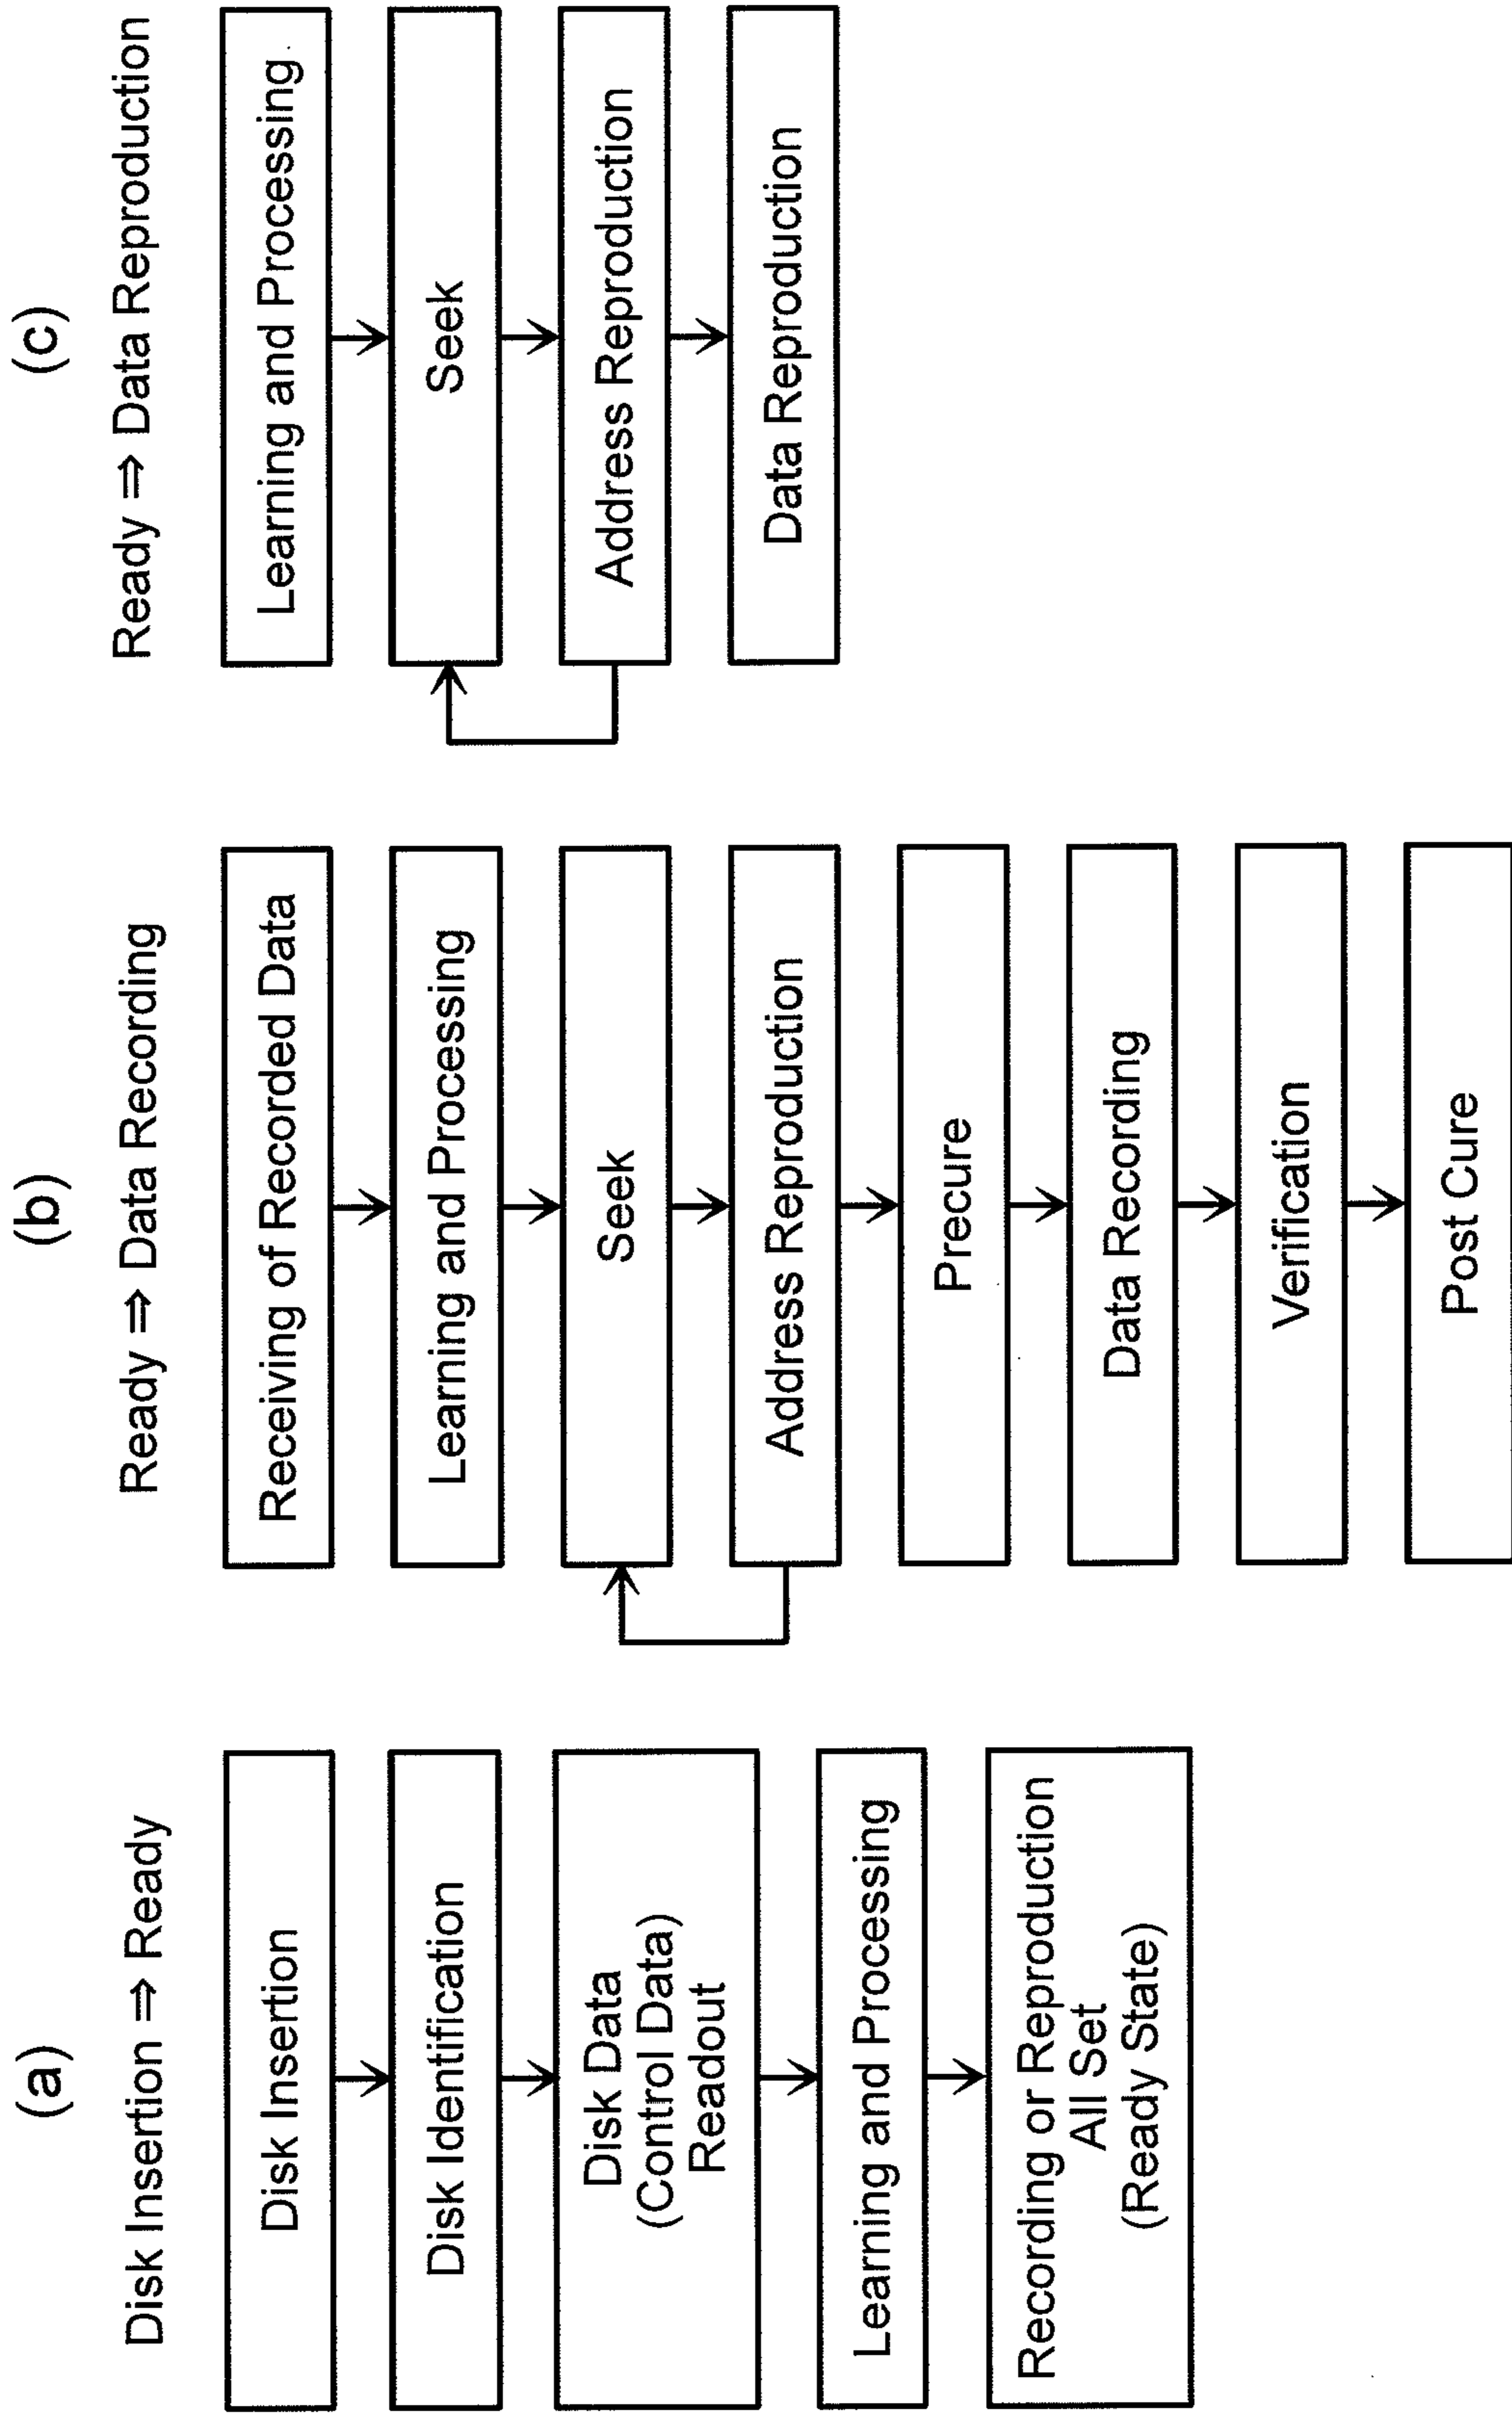 (a)
Disk Insertion ⇒ Ready
Disk Insertion
Disk Identification
Disk Data
(Control Data)
Readout
Learning and Processing
Recording or Reproduction
All Set
(Ready State)
(b)
Ready ⇒ Data Recording
Receiving of Recorded Data
Learning and Processing
Seek
Address Reproduction
Precure
Data Recording
Verification
Post Cure
(c)
Ready ⇒ Data Reproduction
Learning and Processing
Seek
Address Reproduction
Data Reproduction